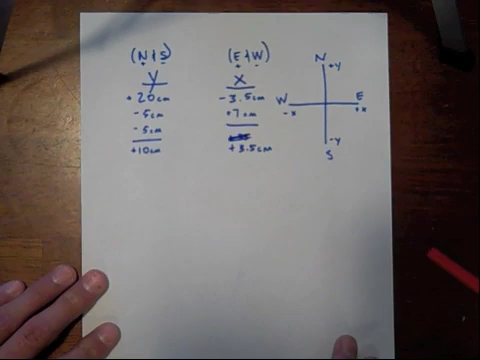 (N & S) (E & W)
+ - + -
Y X
+20cm -3.5cm
-5cm +7cm
-5cm
+10cm +3.5cm
N
+y
W E
-x +x
-y
S